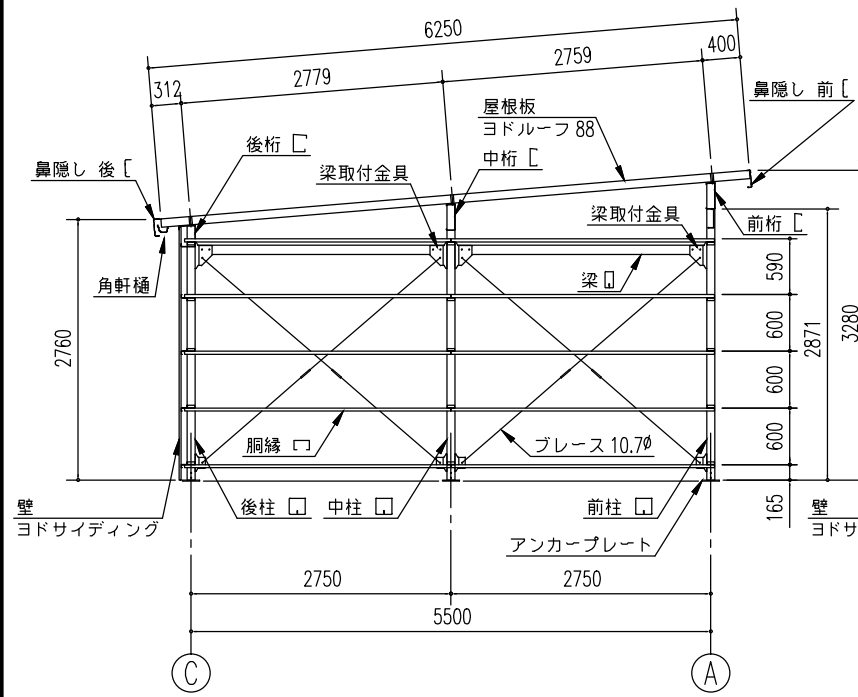 6250
400
2759
2779
312
鼻隠し 前
屋根板
ヨドルーフ 88
後桁
中桁
鼻隠し 後
梁取付金具
梁取付金具
前桁
角軒樋
梁
590
600
600
600
165
2871
3280
2760
胴縁
ブレース 10.7φ
後柱
中柱
前柱
壁
ヨドサイディング
壁
ヨドサ
アンカープレート
2750
2750
5500
C
A